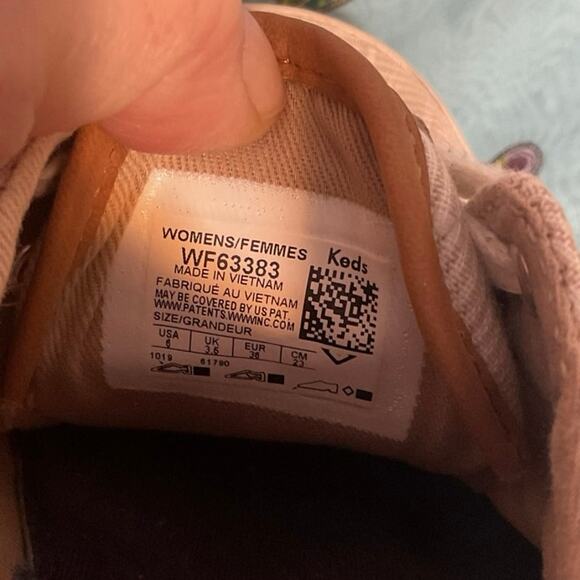 WOMENS/FEMMES
Keds
WF63383
MADE IN VIETNAM
FABRIQUÉ AU VIETNAM
MAY BE COVERED BY US PAT.
WWW.PATENTS.WWWINC.COM
SIZE/GRANDEUR
USA UK EUR CM
6 3.5 36 23
1019 61790